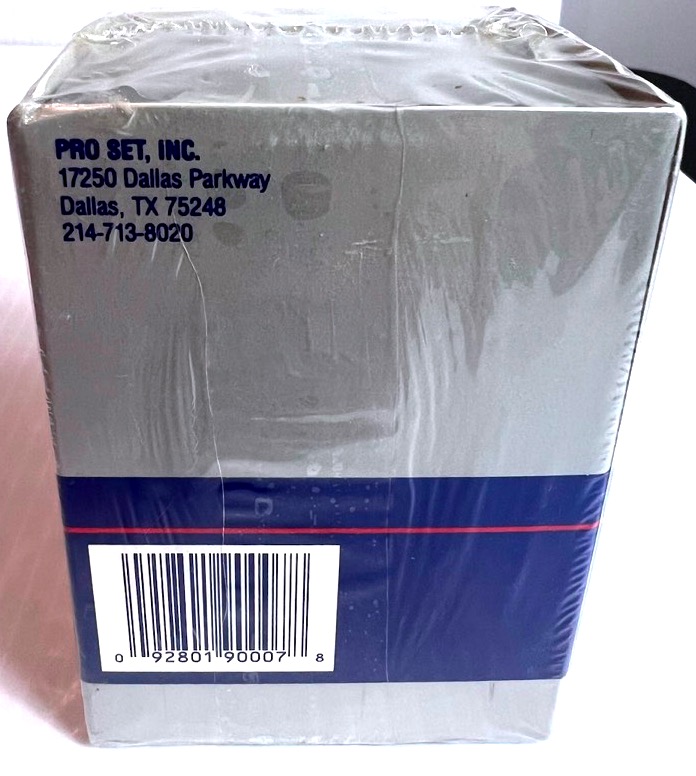 PRO SET, INC.
17250 Dallas Parkway
Dallas, TX 75248
214-713-8020
0 92801 90007 8